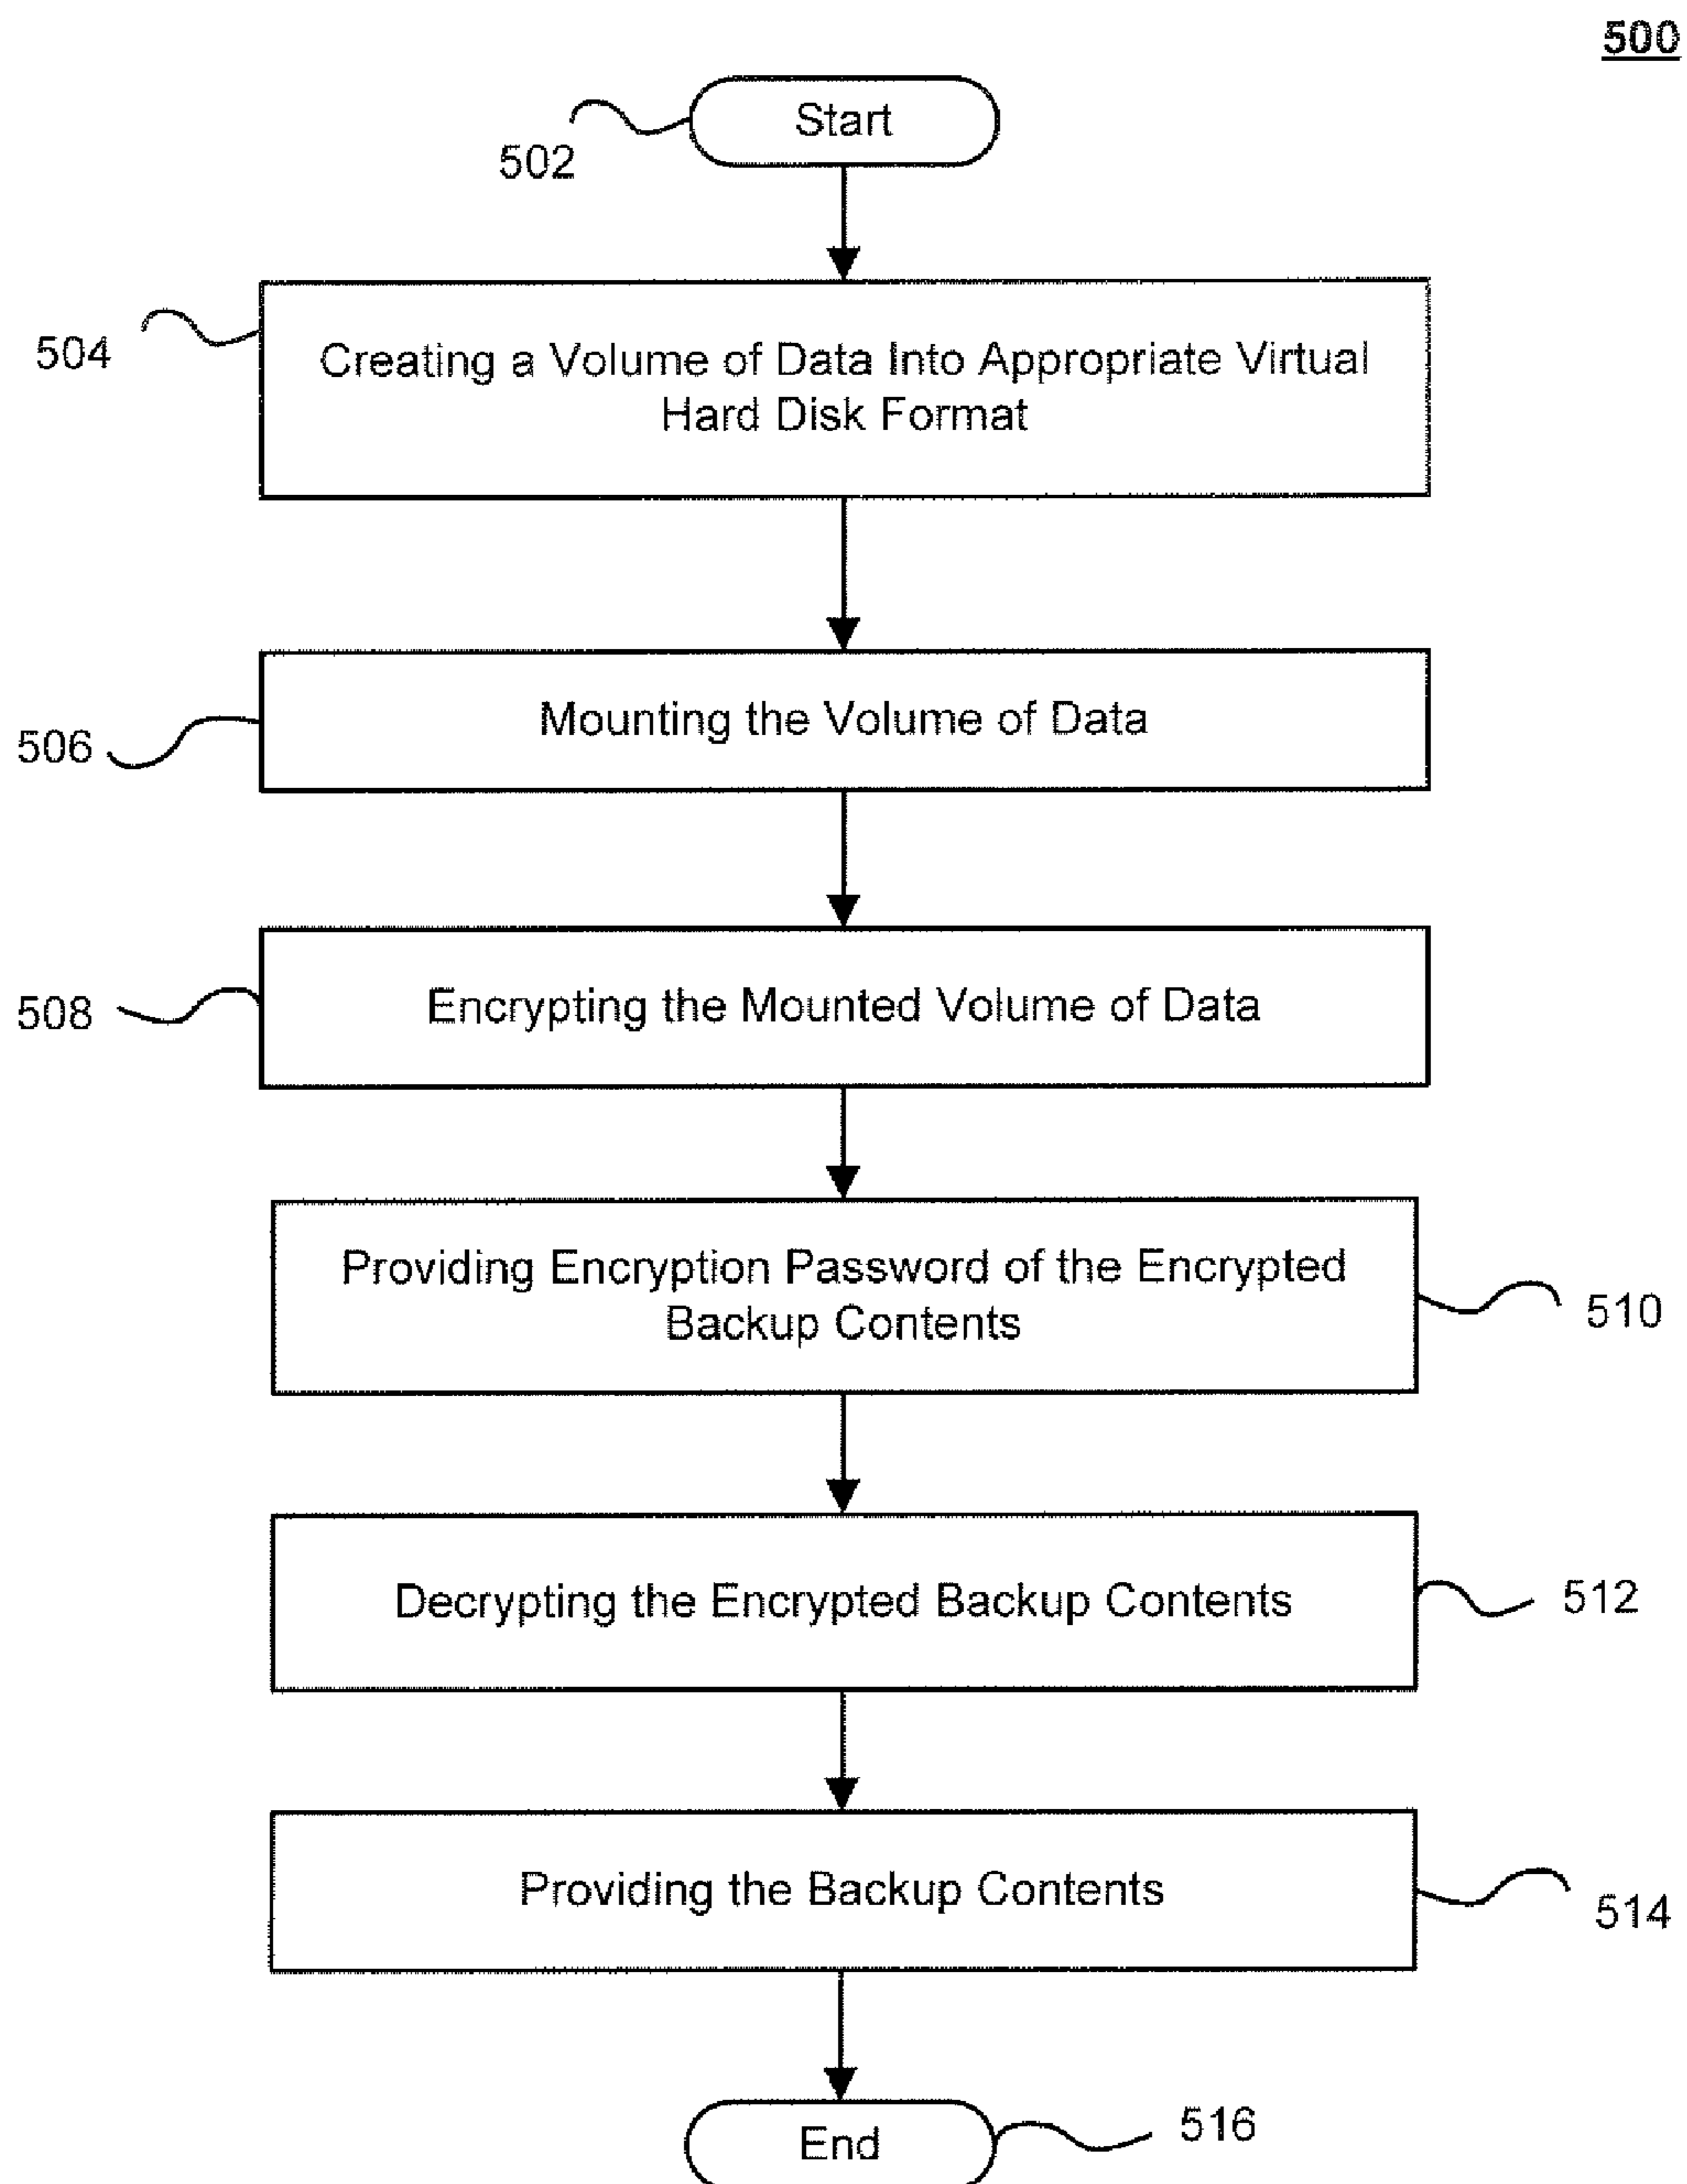 500
Start
502
504
Creating a Volume of Data Into Appropriate Virtual
Hard Disk Format
506
Mounting the Volume of Data
508
Encrypting the Mounted Volume of Data
Providing Encryption Password of the Encrypted
Backup Contents
510
Decrypting the Encrypted Backup Contents
512
Providing the Backup Contents
514
End
516